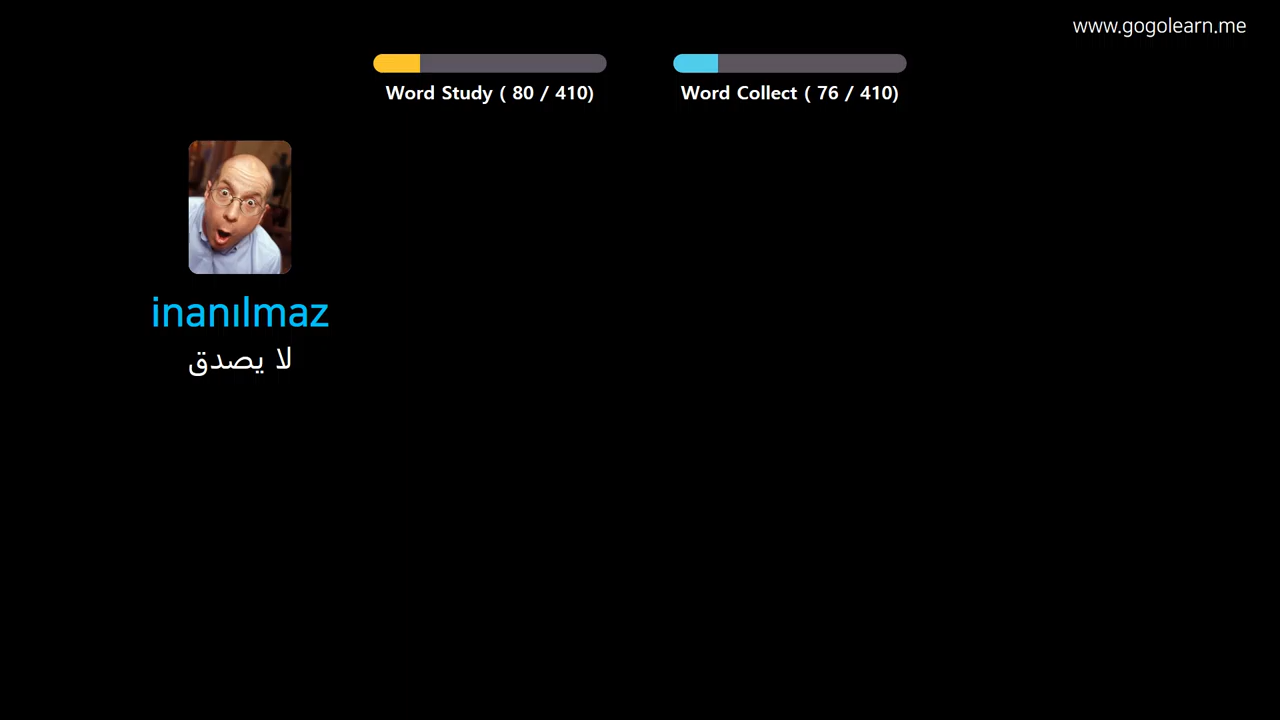 www.gogolearn.me
Word Study ( 80 / 410)
Word Collect ( 76 / 410)
inanılmaz
لا يصدق